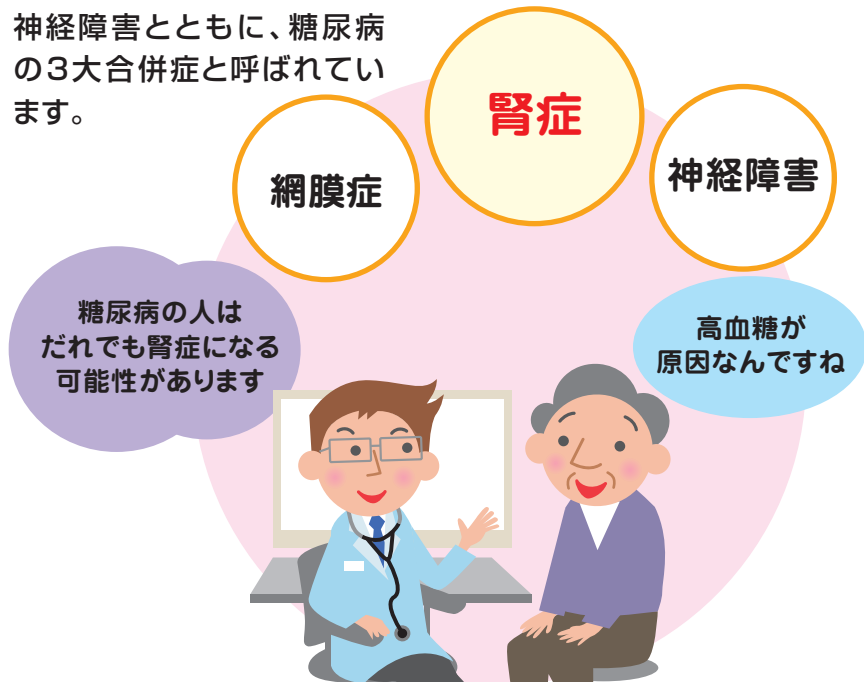 神経障害とともに、糖尿病
の3大合併症と呼ばれてい
ます。
腎症
網膜症
神経障害
糖尿病の人は
だれでも腎症になる
可能性があります
高血糖が
原因なんですね